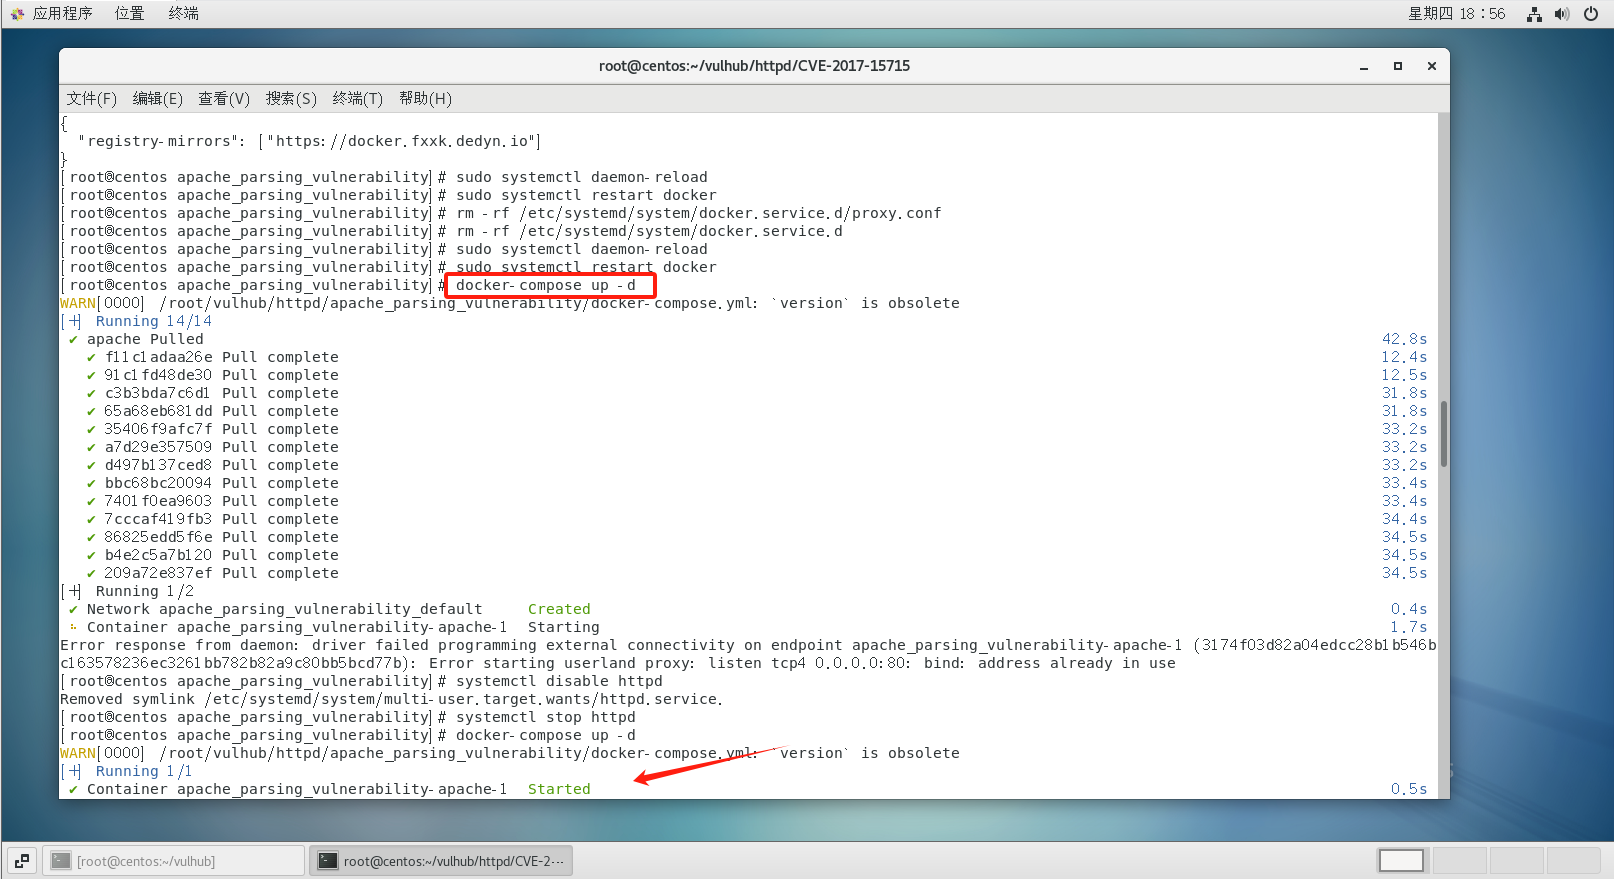 应用程序 位置 终端 星期四 18：56
root@centos:~/vulhub/httpd/CVE-2017-15715
文件(F) 编辑(E) 查看(V) 搜索(S) 终端(T) 帮助(H)
{
"registry-mirrors": ["https://docker.fxxk.dedyn.io"]
}
[root@centos apache_parsing_vulnerability]# sudo systemctl daemon-reload
[root@centos apache_parsing_vulnerability]# sudo systemctl restart docker
[root@centos apache_parsing_vulnerability]# rm -rf /etc/systemd/system/docker.service.d/proxy.conf
[root@centos apache_parsing_vulnerability]# rm -rf /etc/systemd/system/docker.service.d
[root@centos apache_parsing_vulnerability]# sudo systemctl daemon-reload
[root@centos apache_parsing_vulnerability]# sudo systemctl restart docker
[root@centos apache_parsing_vulnerability]# docker-compose up -d
WARN[0000] /root/vulhub/httpd/apache_parsing_vulnerability/docker-compose.yml: `version` is obsolete
[+] Running 14/14
✔ apache Pulled 42.8s
✔ f11c1adaa26e Pull complete 12.4s
✔ 91c1fd48de30 Pull complete 12.5s
✔ c3b3bda7c6d1 Pull complete 31.8s
✔ 65a68eb681dd Pull complete 31.8s
✔ 35406f9afc7f Pull complete 33.2s
✔ a7d29e357509 Pull complete 33.2s
✔ d497b137ced8 Pull complete 33.2s
✔ bbc68bc20094 Pull complete 33.4s
✔ 7401f0ea9603 Pull complete 33.4s
✔ 7cccaf419fb3 Pull complete 34.4s
✔ 86825edd5f6e Pull complete 34.5s
✔ b4e2c5a7b120 Pull complete 34.5s
✔ 209a72e837ef Pull complete 34.5s
[+] Running 1/2
✔ Network apache_parsing_vulnerability_default Created 0.4s
Container apache_parsing_vulnerability-apache-1 Starting 1.7s
Error response from daemon: driver failed programming external connectivity on endpoint apache_parsing_vulnerability-apache-1 (3174f03d82a04edcc28b1b546b
c163578236ec3261bb782b82a9c80bb5bcd77b): Error starting userland proxy: listen tcp4 0.0.0.0:80: bind: address already in use
[root@centos apache_parsing_vulnerability]# systemctl disable httpd
Removed symlink /etc/systemd/system/multi-user.target.wants/httpd.service.
[root@centos apache_parsing_vulnerability]# systemctl stop httpd
[root@centos apache_parsing_vulnerability]# docker-compose up -d
WARN[0000] /root/vulhub/httpd/apache_parsing_vulnerability/docker-compose.yml: `version` is obsolete
[+] Running 1/1
✔ Container apache_parsing_vulnerability-apache-1 Started 0.5s
[root@centos:~/vulhub] root@centos:~/vulhub/httpd/CVE-2···